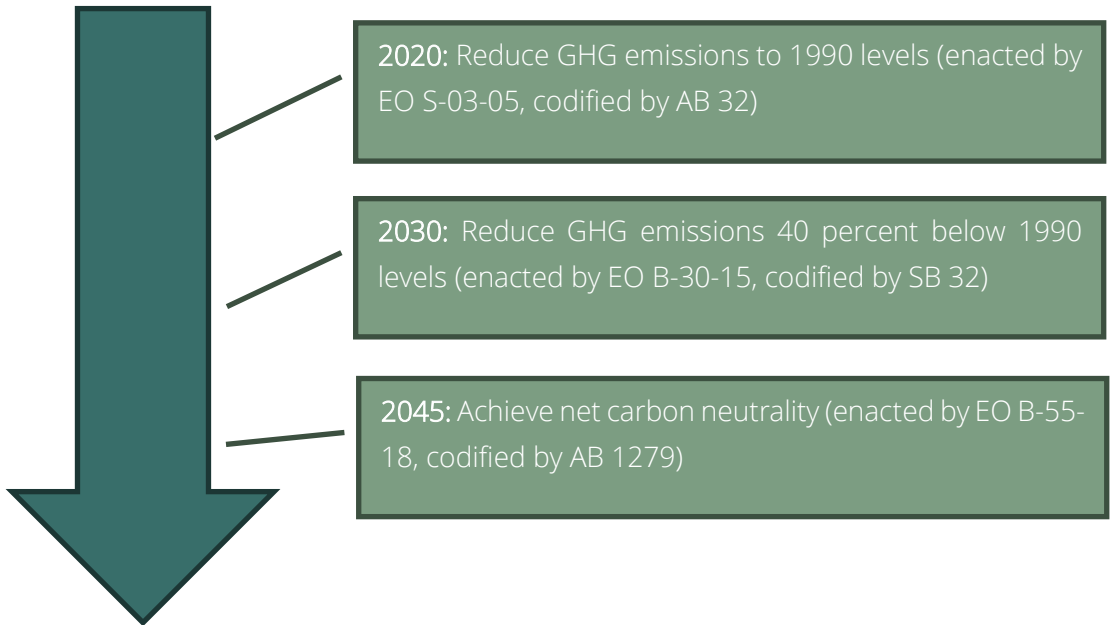 2020: Reduce GHG emissions to 1990 levels (enacted by
EO S-03-05, codified by AB 32)
2030: Reduce GHG emissions 40 percent below 1990
levels (enacted by EO B-30-15, codified by SB 32)
2045: Achieve net carbon neutrality (enacted by EO B-55-
18, codified by AB 1279)